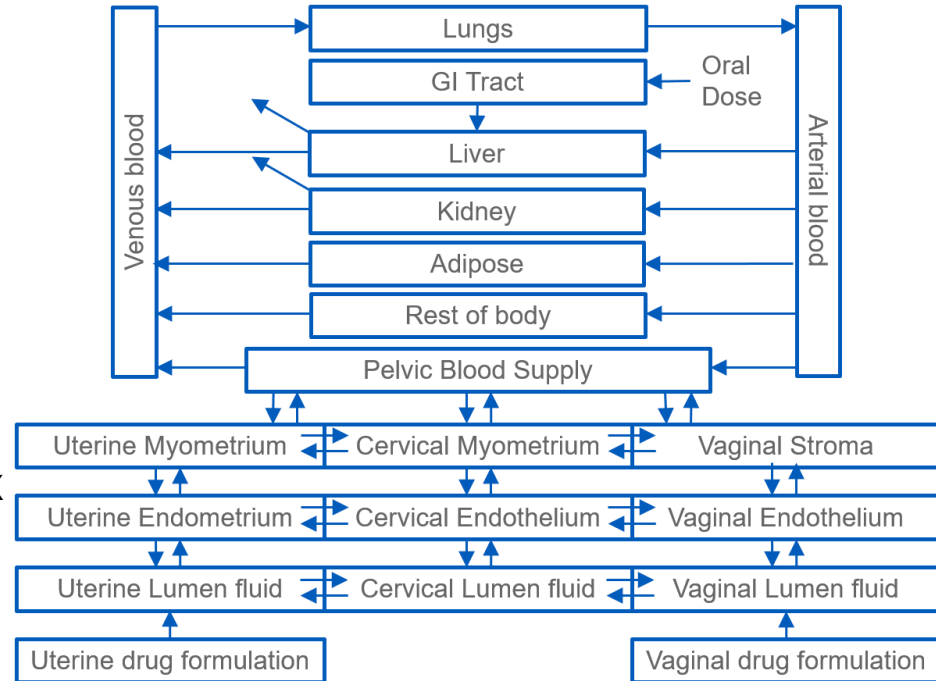 Lungs
GI Tract
Oral
Dose
Venous blood
Arterial blood
Liver
Kidney
Adipose
Rest of body
Pelvic Blood Supply
Uterine Myometrium
Cervical Myometrium
Vaginal Stroma
Uterine Endometrium
Cervical Endothelium
Vaginal Endothelium
Uterine Lumen fluid
Cervical Lumen fluid
Vaginal Lumen fluid
Uterine drug formulation
Vaginal drug formulation